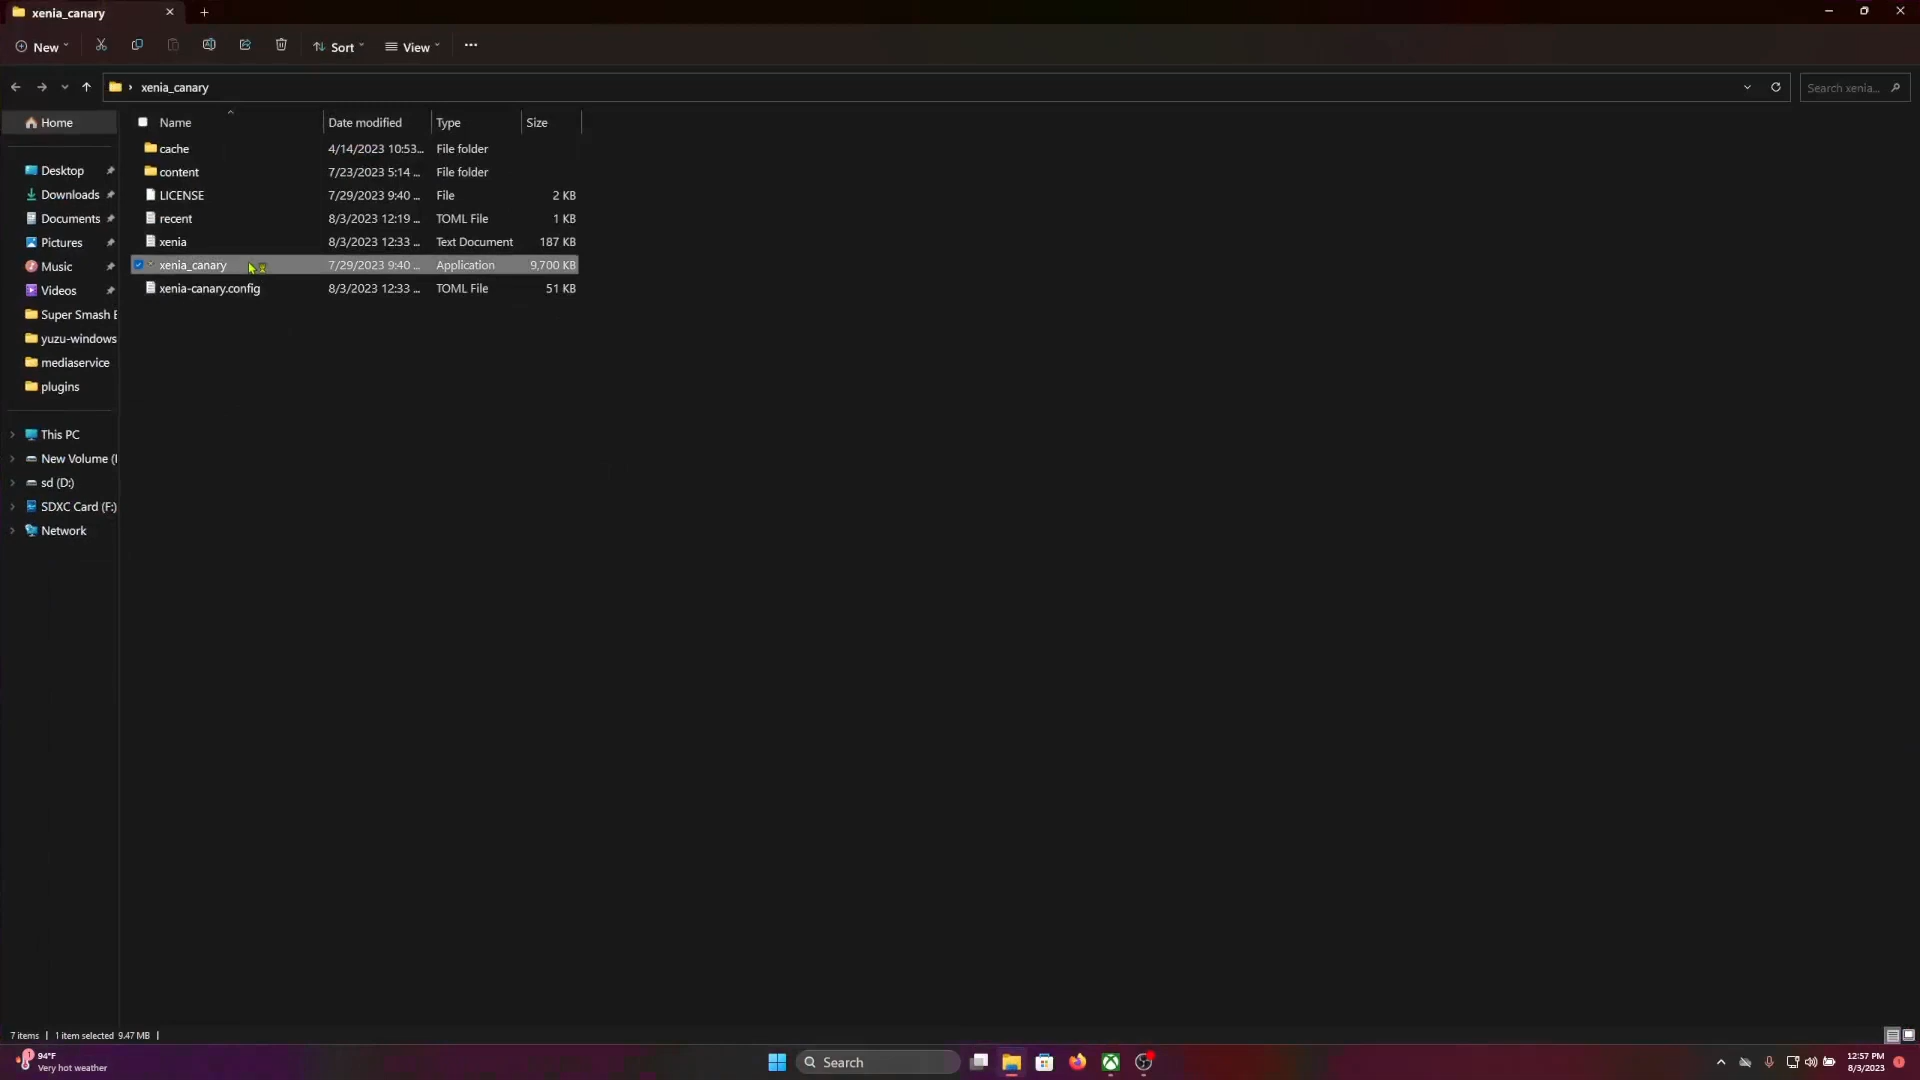 xenia_canary
New
Sort
View
xenia_canary
Search xenia...
Home
Name Date modified Type Size
cache 4/14/2023 10:53... File folder
content 7/23/2023 5:14 ... File folder
LICENSE 7/29/2023 9:40 ... File 2 KB
recent 8/3/2023 12:19 ... TOML File 1 KB
xenia 8/3/2023 12:33 ... Text Document 187 KB
xenia_canary 7/29/2023 9:40 ... Application 9,700 KB
xenia-canary.config 8/3/2023 12:33 ... TOML File 51 KB
Desktop
Downloads
Documents
Pictures
Music
Videos
Super Smash B
yuzu-windows
mediaservice
plugins
This PC
New Volume (
sd (D:)
SDXC Card (F:)
Network
7 items 1 item selected 9.47 MB
94°F
Very hot weather
Search
12:57 PM
8/3/2023